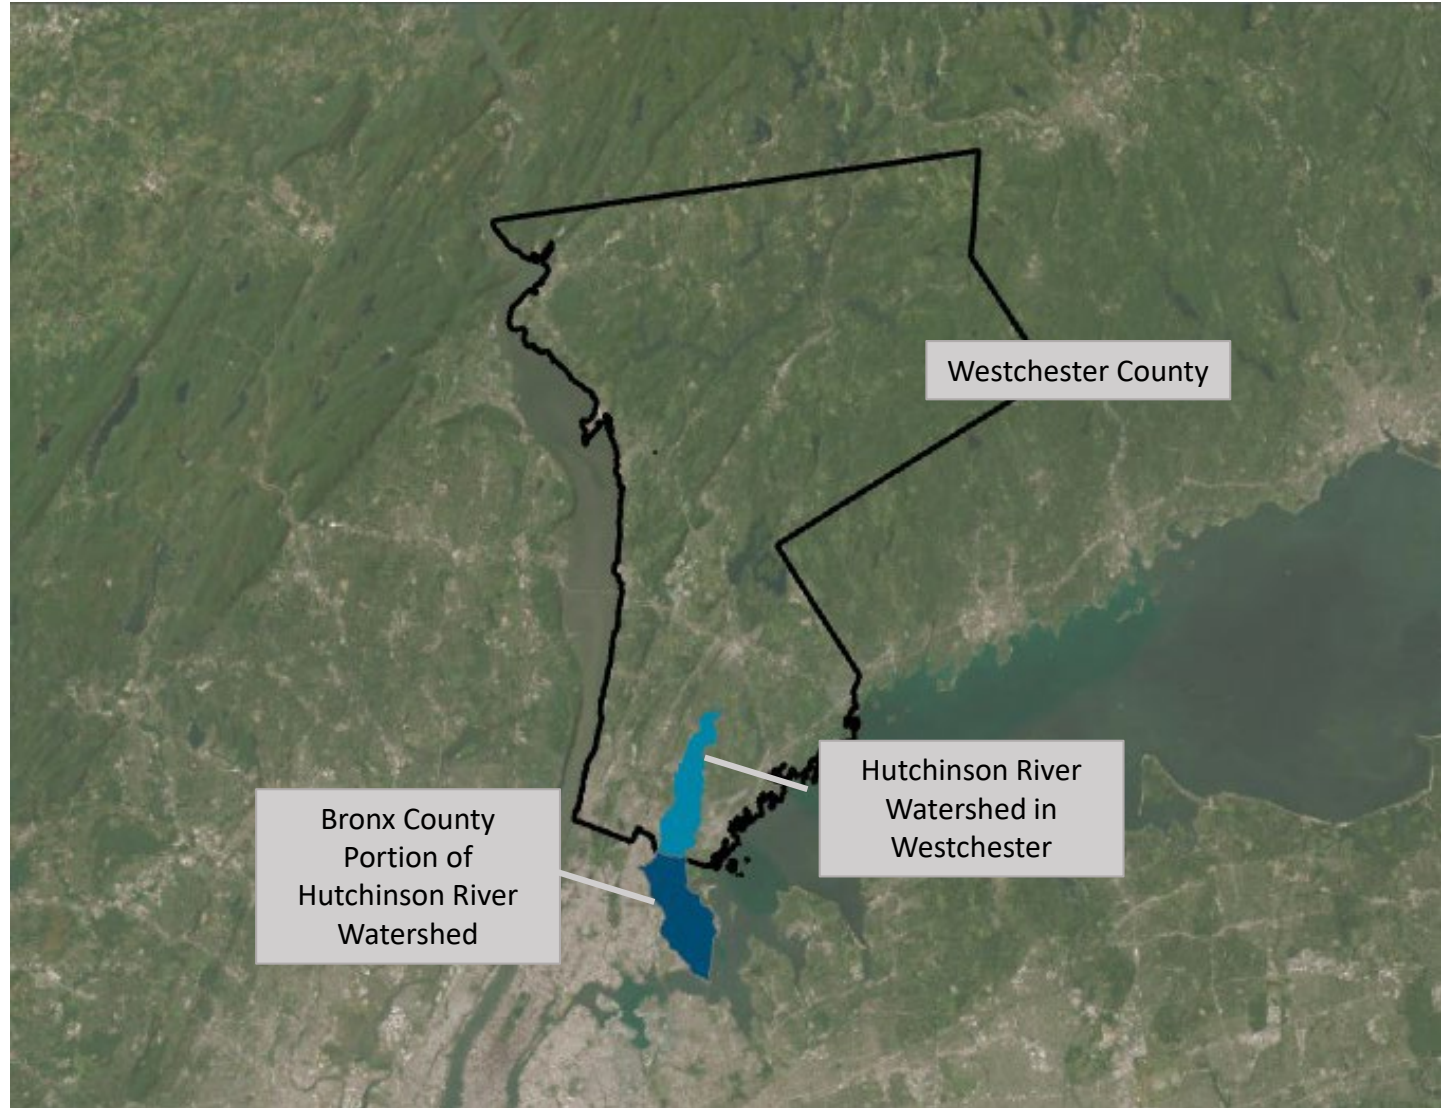 Westchester County
Hutchinson River
Watershed in
Westchester
Bronx County
Portion of
Hutchinson River
Watershed